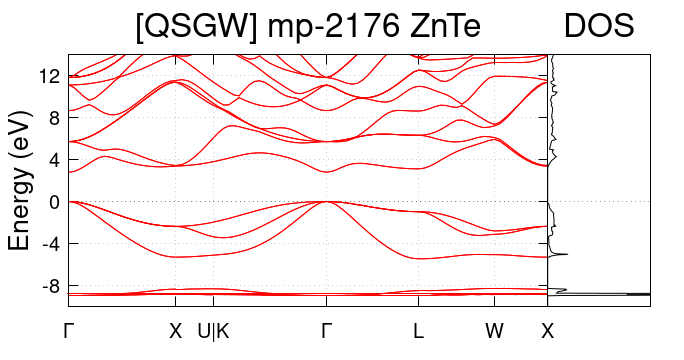 [QSGW] mp-2176 ZnTe DOS
Energy (eV)
12
8
4
0
-4
-8
Γ X U|K Γ L W X